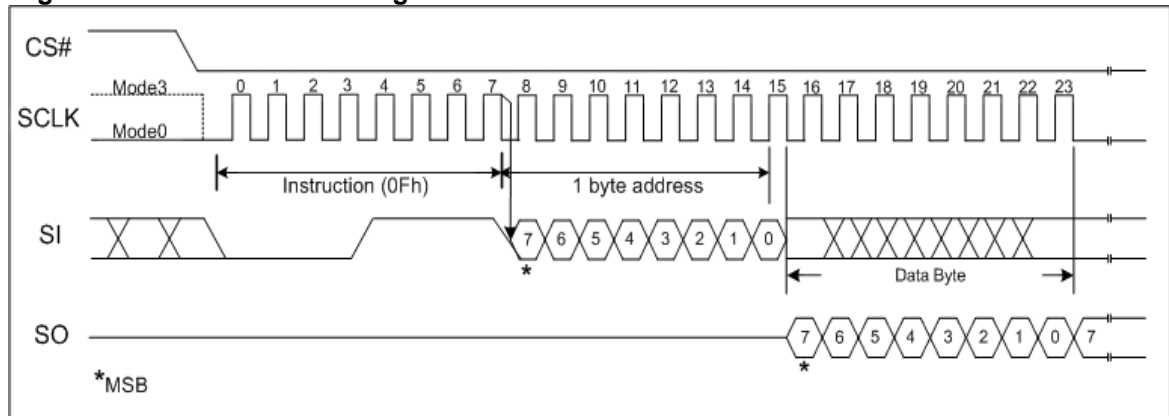 CS#
Mode3
0 1 2 3 4 5 6 7 8 9 10 11 12 13 14 15 16 17 18 19 20 21 22 23
SCLK
Mode0
Instruction (0Fh) 1 byte address
SI
7 6 5 4 3 2 1 0
*
Data Byte
SO
7 6 5 4 3 2 1 0 7
*
*MSB